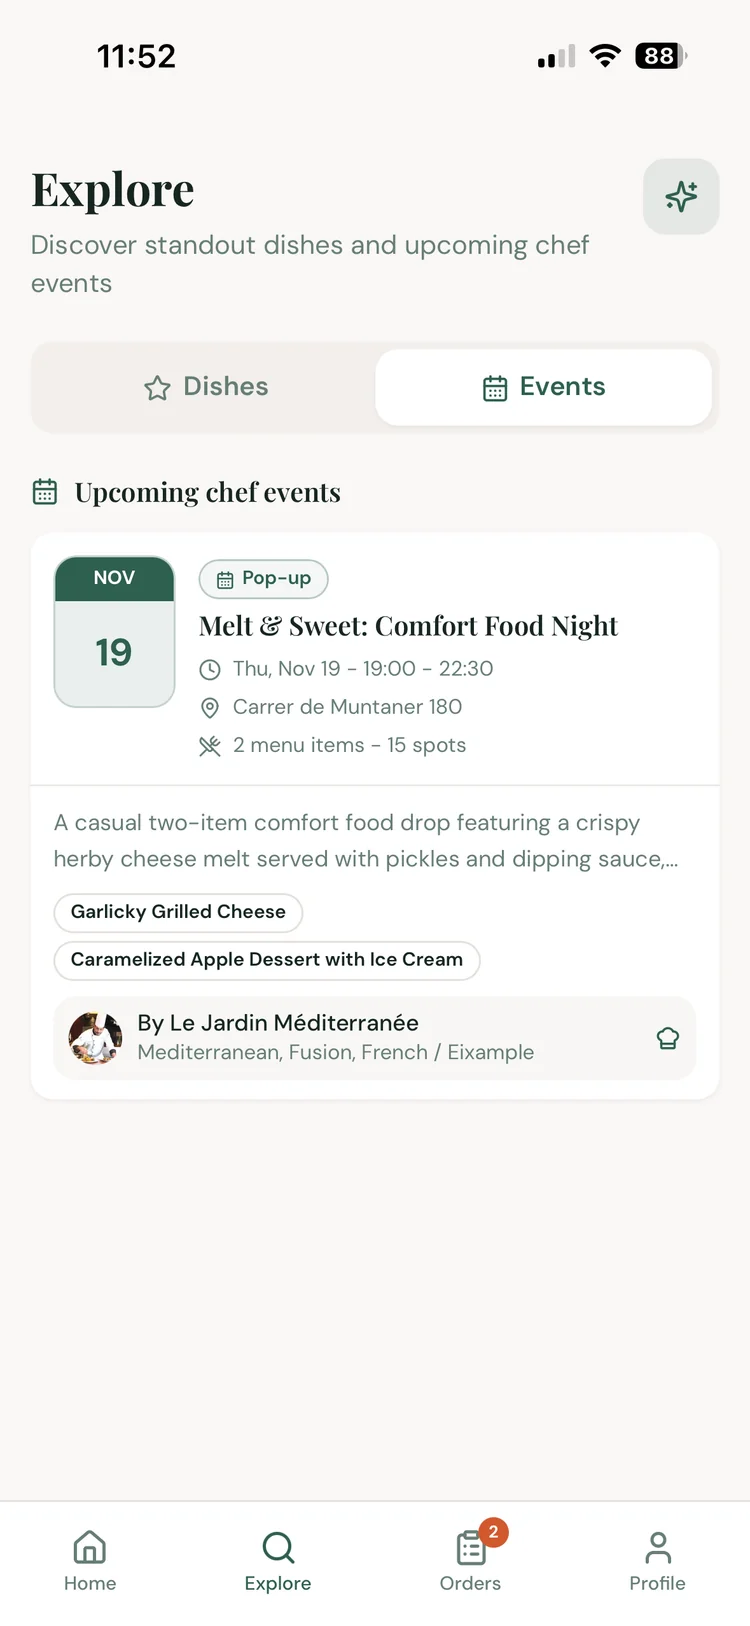 11:52
88
Explore
Discover standout dishes and upcoming chef
events
Dishes
Events
Upcoming chef events
NOV
19
Pop-up
Melt & Sweet: Comfort Food Night
Thu, Nov 19 - 19:00 - 22:30
Carrer de Muntaner 180
2 menu items - 15 spots
A casual two-item comfort food drop featuring a crispy
herby cheese melt served with pickles and dipping sauce,...
Garlicky Grilled Cheese
Caramelized Apple Dessert with Ice Cream
By Le Jardin Méditerranée
Mediterranean, Fusion, French / Eixample
2
Home
Explore
Orders
Profile